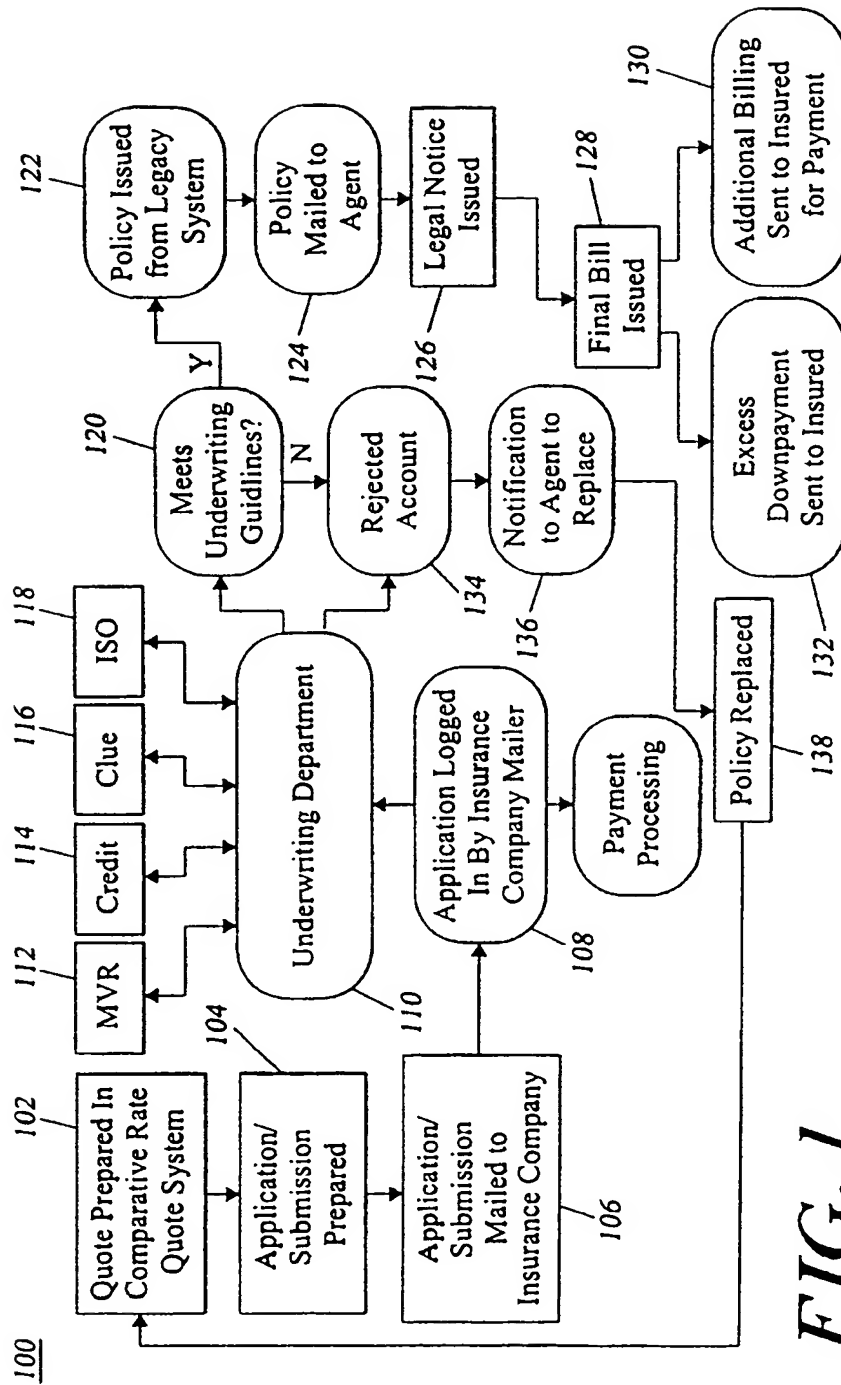 100
102
Quote Prepared In
Comparative Rate
Quote System
104
Application/
Submission
Prepared
Application/
Submission
Mailed to
Insurance Company
106
112
MVR
114
Credit
116
Clue
118
ISO
Underwriting Department
110
Application Logged
In By Insurance
Company Mailer
108
Payment
Processing
120
Meets
Underwriting
Guidlines?
Y
N
Rejected
Account
134
Notification
to Agent to
Replace
136
Policy Replaced
138
122
Policy Issued
from Legacy
System
Policy
Mailed to
Agent
124
Legal Notice
Issued
126
128
Final Bill
Issued
130
Additional Billing
Sent to Insured
for Payment
Excess
Downpayment
Sent to Insured
132
FIG. 1